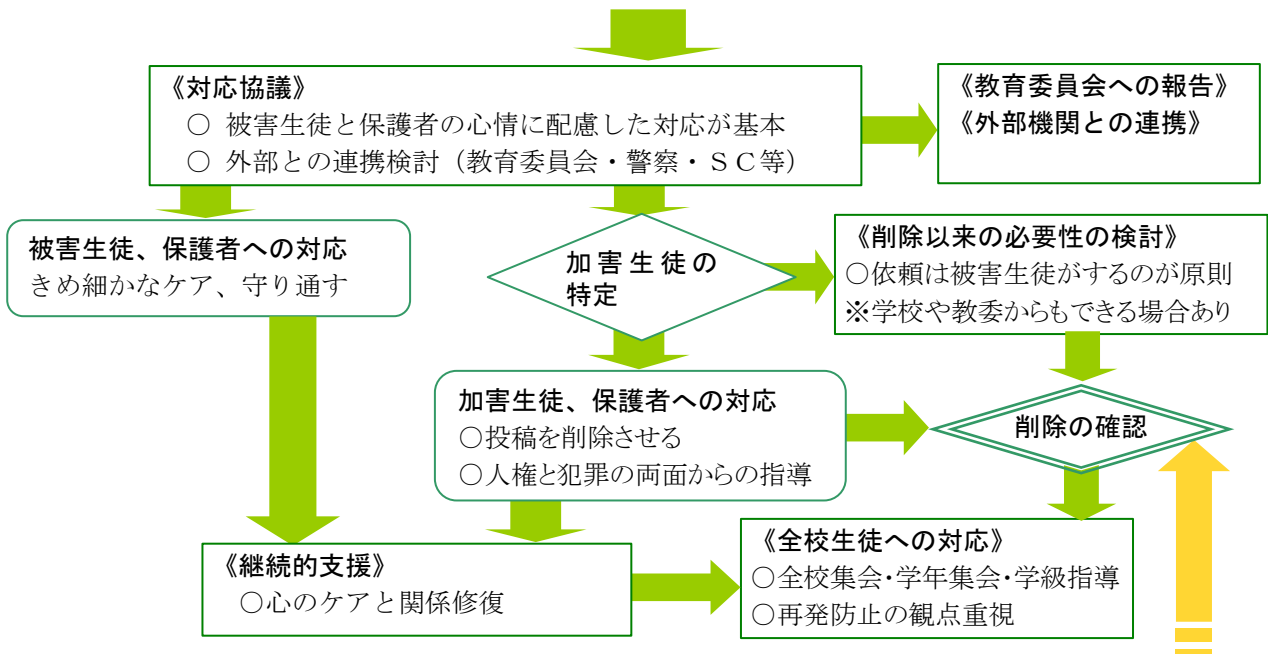 《対応協議》
○ 被害生徒と保護者の心情に配慮した対応が基本
○ 外部との連携検討（教育委員会・警察・ＳＣ等）
《教育委員会への報告》
《外部機関との連携》
被害生徒、保護者への対応
きめ細かなケア、守り通す
加害生徒の
特定
《削除以来の必要性の検討》
○依頼は被害生徒がするのが原則
※学校や教委からもできる場合あり
加害生徒、保護者への対応
○投稿を削除させる
○人権と犯罪の両面からの指導
削除の確認
《継続的支援》
○心のケアと関係修復
《全校生徒への対応》
○全校集会・学年集会・学級指導
○再発防止の観点重視